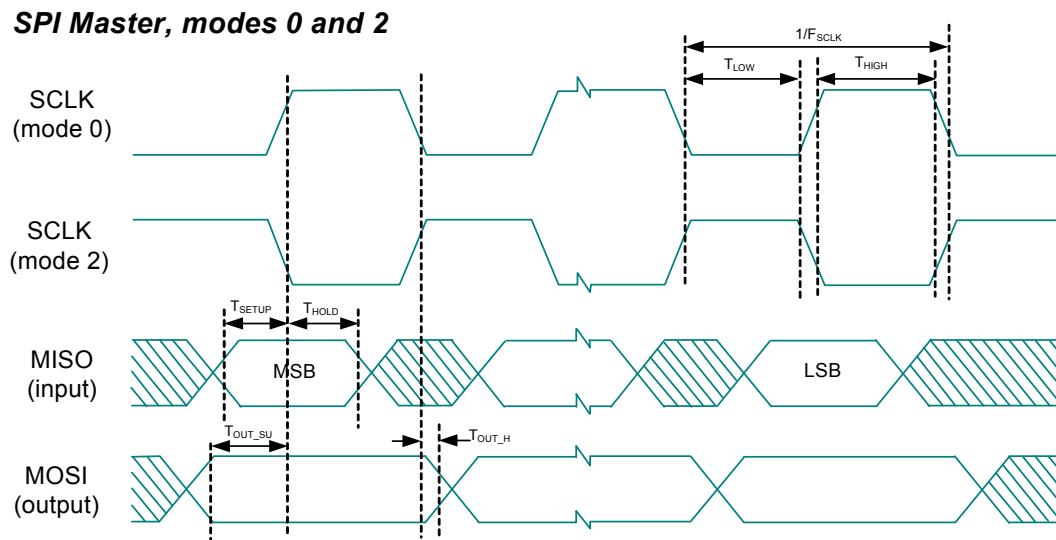 SPI Master, modes 0 and 2
1/FSCLK
TLOW
THIGH
SCLK
(mode 0)
SCLK
(mode 2)
TSETUP
THOLD
MISO
(input)
MSB
LSB
TOUT_SU
TOUT_H
MOSI
(output)